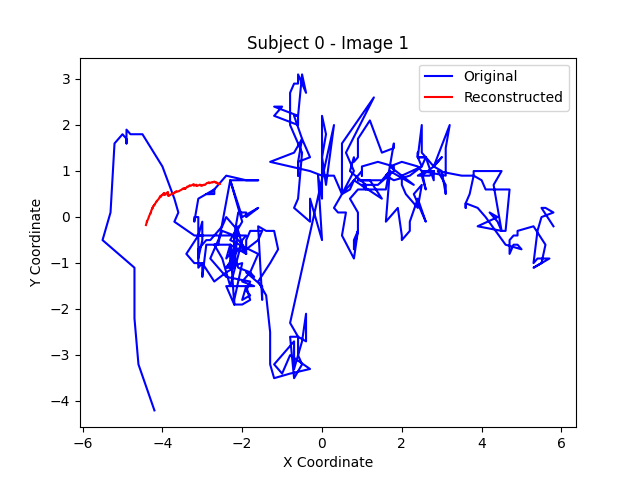 Subject 0 - Image 1
Original
Reconstructed
3
2
1
0
−1
−2
−3
−4
Y Coordinate
−6 −4 −2 0 2 4 6
X Coordinate